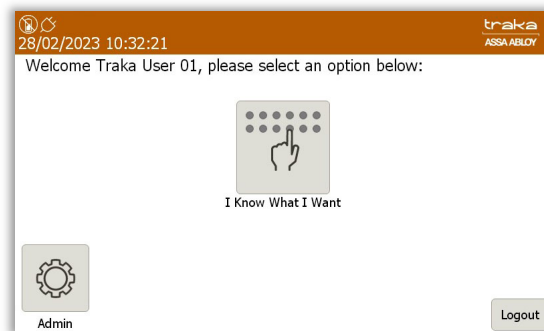 traka
28/02/2023 10:32:21
ASSA ABLOY
Welcome Traka User 01, please select an option below:
I Know What I Want
Admin
Logout